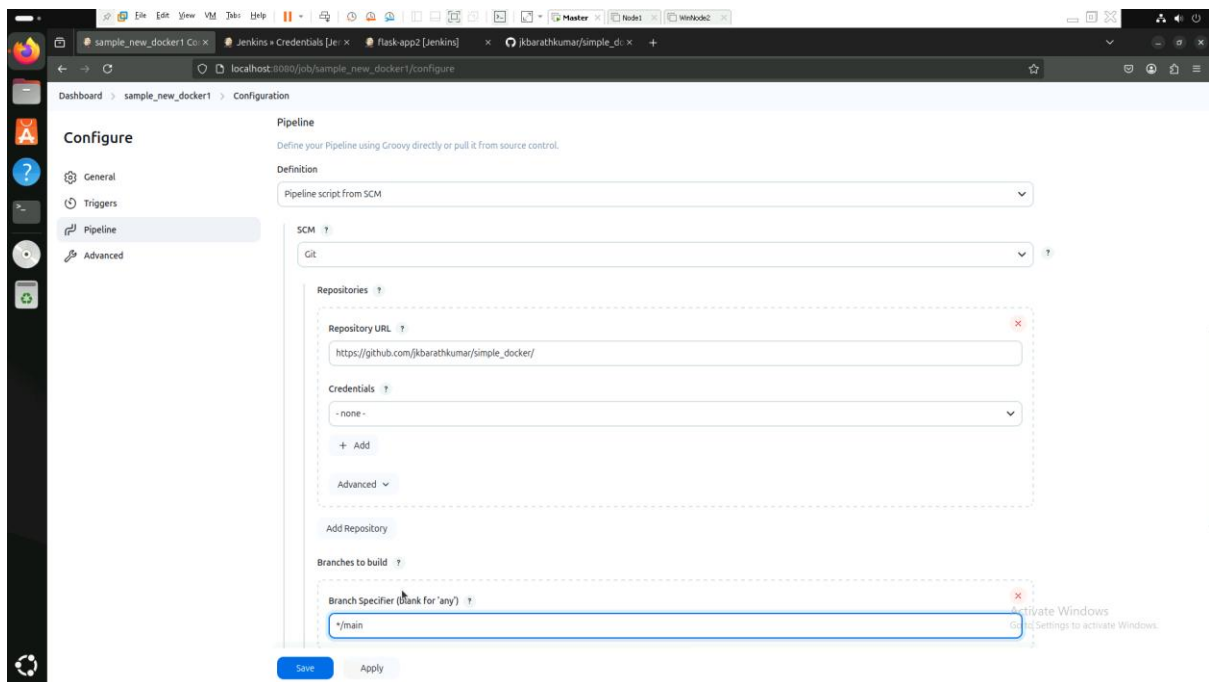 File Edit View VM Tabs Help
Master × Node1 × WinNode2 ×
sample_new_docker1 Co × Jenkins » Credentials [Jen × flask-app2 [Jenkins] × jkbarathkumar/simple_do × +
localhost:8080/job/sample_new_docker1/configure
Dashboard > sample_new_docker1 > Configuration
Configure
General
Triggers
Pipeline
Advanced
Pipeline
Define your Pipeline using Groovy directly or pull it from source control.
Definition
Pipeline script from SCM
SCM ?
Git
?
Repositories ?
Repository URL ?
https://github.com/jkbarathkumar/simple_docker/
Credentials ?
- none -
+ Add
Advanced
Add Repository
Branches to build ?
Branch Specifier (blank for 'any') ?
*/main
Save Apply
Activate Windows
Go to Settings to activate Windows.